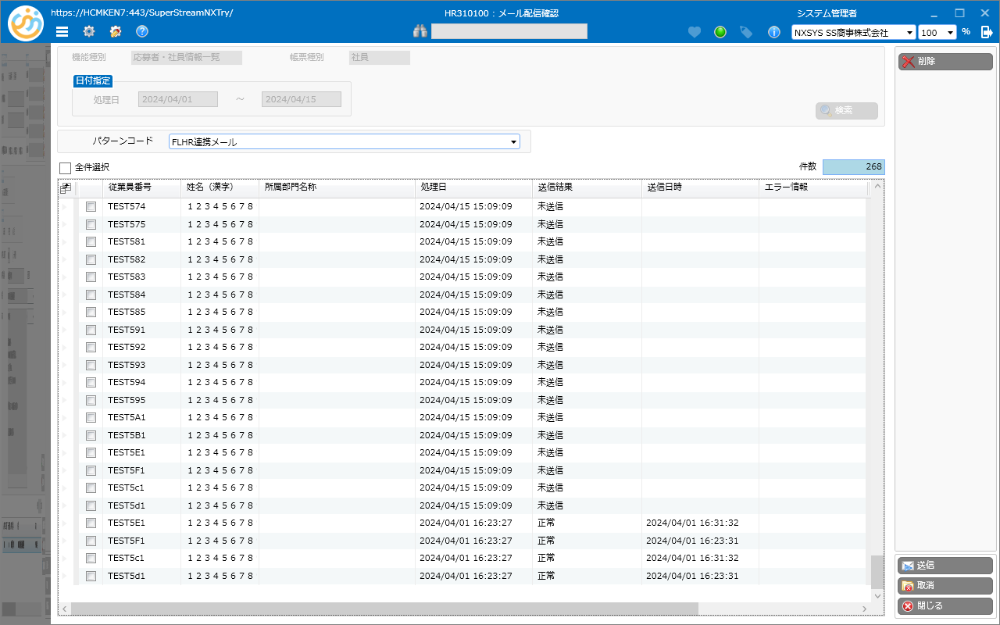 https://HCMKEN7:443/SuperStreamNXTry/
HR310100：メール配信確認
システム管理者
NXSYS SS商事株式会社
100
%
機能種別
応募者・社員情報一覧
帳票種別
社員
日付指定
処理日
2024/04/01
～
2024/04/15
検索
削除
パターンコード
FLHR連携メール
全件選択
件数
268
従業員番号 姓名（漢字） 所属部門名称 処理日 送信結果 送信日時 エラー情報
TEST574 １２３４５６７８ 2024/04/15 15:09:09 未送信
TEST575 １２３４５６７８ 2024/04/15 15:09:09 未送信
TEST581 １２３４５６７８ 2024/04/15 15:09:09 未送信
TEST582 １２３４５６７８ 2024/04/15 15:09:09 未送信
TEST583 １２３４５６７８ 2024/04/15 15:09:09 未送信
TEST584 １２３４５６７８ 2024/04/15 15:09:09 未送信
TEST585 １２３４５６７８ 2024/04/15 15:09:09 未送信
TEST591 １２３４５６７８ 2024/04/15 15:09:09 未送信
TEST592 １２３４５６７８ 2024/04/15 15:09:09 未送信
TEST593 １２３４５６７８ 2024/04/15 15:09:09 未送信
TEST594 １２３４５６７８ 2024/04/15 15:09:09 未送信
TEST595 １２３４５６７８ 2024/04/15 15:09:09 未送信
TEST5A1 １２３４５６７８ 2024/04/15 15:09:09 未送信
TEST5B1 １２３４５６７８ 2024/04/15 15:09:09 未送信
TEST5E1 １２３４５６７８ 2024/04/15 15:09:09 未送信
TEST5F1 １２３４５６７８ 2024/04/15 15:09:09 未送信
TEST5c1 １２３４５６７８ 2024/04/15 15:09:09 未送信
TEST5d1 １２３４５６７８ 2024/04/15 15:09:09 未送信
TEST5E1 １２３４５６７８ 2024/04/01 16:23:27 正常 2024/04/01 16:31:32
TEST5F1 １２３４５６７８ 2024/04/01 16:23:27 正常 2024/04/01 16:23:31
TEST5c1 １２３４５６７８ 2024/04/01 16:23:27 正常 2024/04/01 16:31:32
TEST5d1 １２３４５６７８ 2024/04/01 16:23:27 正常 2024/04/01 16:23:31
送信
取消
閉じる